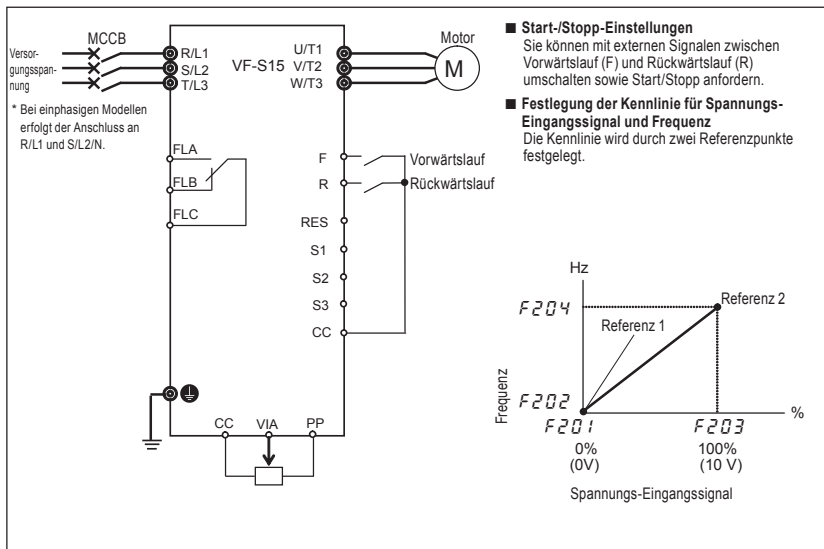 MCCB
Versor-
gungsspan-
nung
R/L1
S/L2
T/L3
VF-S15
U/T1
V/T2
W/T3
Motor
M
* Bei einphasigen Modellen
erfolgt der Anschluss an
R/L1 und S/L2/N.
FLA
FLB
FLC
F
Vorwärtslauf
R
Rückwärtslauf
RES
S1
S2
S3
CC
CC
VIA
PP
■ Start-/Stopp-Einstellungen
Sie können mit externen Signalen zwischen
Vorwärtslauf (F) und Rückwärtslauf (R)
umschalten sowie Start/Stopp anfordern.
■ Festlegung der Kennlinie für Spannungs-
Eingangssignal und Frequenz
Die Kennlinie wird durch zwei Referenzpunkte
festgelegt.
Hz
F204
Referenz 2
Referenz 1
Frequenz
F202
%
F201
F203
0%
(0V)
100%
(10 V)
Spannungs-Eingangssignal